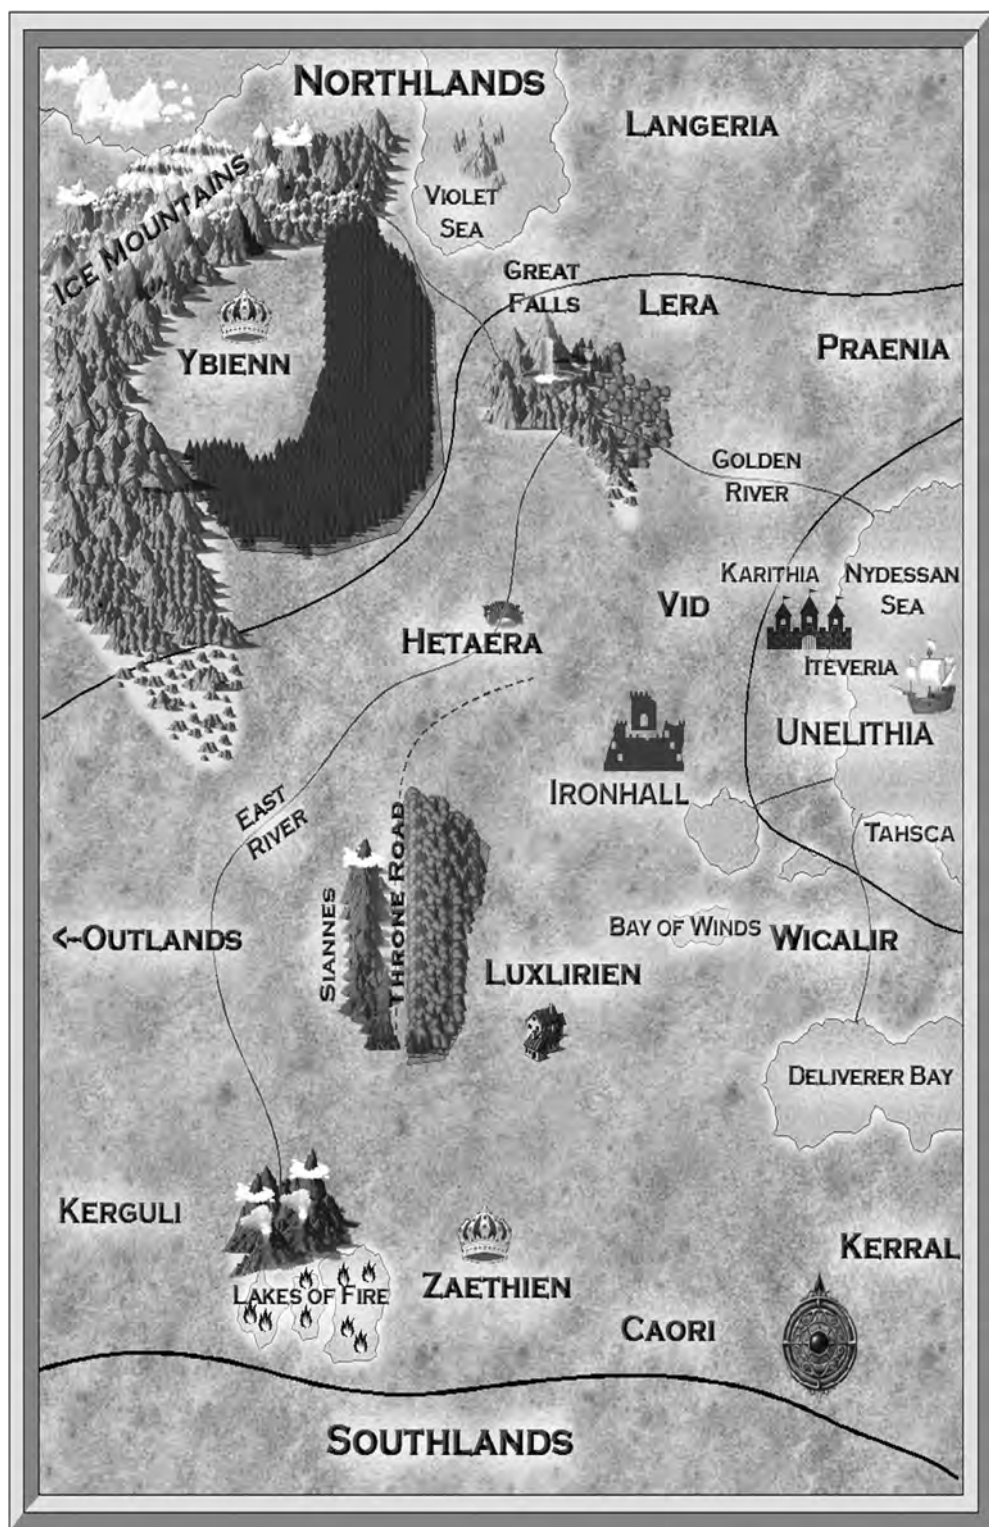 NORTHLANDS
LANGERIA
ICE MOUNTAINS
VIOLET
SEA
GREAT
FALLS
LERA
YBIENN
PRAENIA
GOLDEN
RIVER
KARITHIA
NYDESSAN
SEA
VID
HETAERA
ITEVERIA
UNELITHIA
IRONHALL
EAST
RIVER
TAHSCA
SIANNES
THRONE ROAD
<--OUTLANDS
BAY OF WINDS
WICALIR
LUXLIRIEN
DELIVERER BAY
KERGULI
KERRAL
ZAETHIEN
LAKES OF FIRE
CAORI
SOUTHLANDS